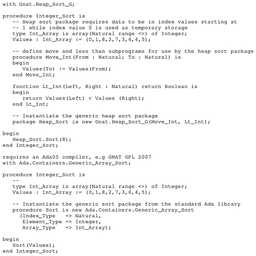 with Gnat.Heap_Sort_G;
procedure Integer_Sort is
-- Heap sort package requires data to be in index values starting at
-- 1 while index value 0 is used as temporary storage
type Int_Array is array(Natural range <>) of Integer;
Values : Int_Array := (0,1,8,2,7,3,6,4,5);
-- define move and less than subprograms for use by the heap sort package
procedure Move_Int(From : Natural; To : Natural) is
begin
Values(To) := Values(From);
end Move_Int;
function Lt_Int(Left, Right : Natural) return Boolean is
begin
return Values(Left) < Values (Right);
end Lt_Int;
-- Instantiate the generic heap sort package
package Heap_Sort is new Gnat.Heap_Sort_G(Move_Int, Lt_Int);
begin
Heap_Sort.Sort(8);
end Integer_Sort;
requires an Ada05 compiler, e.g GNAT GPL 2007
with Ada.Containers.Generic_Array_Sort;
procedure Integer_Sort is
--
type Int_Array is array(Natural range <>) of Integer;
Values : Int_Array := (0,1,8,2,7,3,6,4,5);
-- Instantiate the generic sort package from the standard Ada library
procedure Sort is new Ada.Containers.Generic_Array_Sort
(Index_Type => Natural,
Element_Type => Integer,
Array_Type => Int_Array);
begin
Sort(Values);
end Integer_Sort;